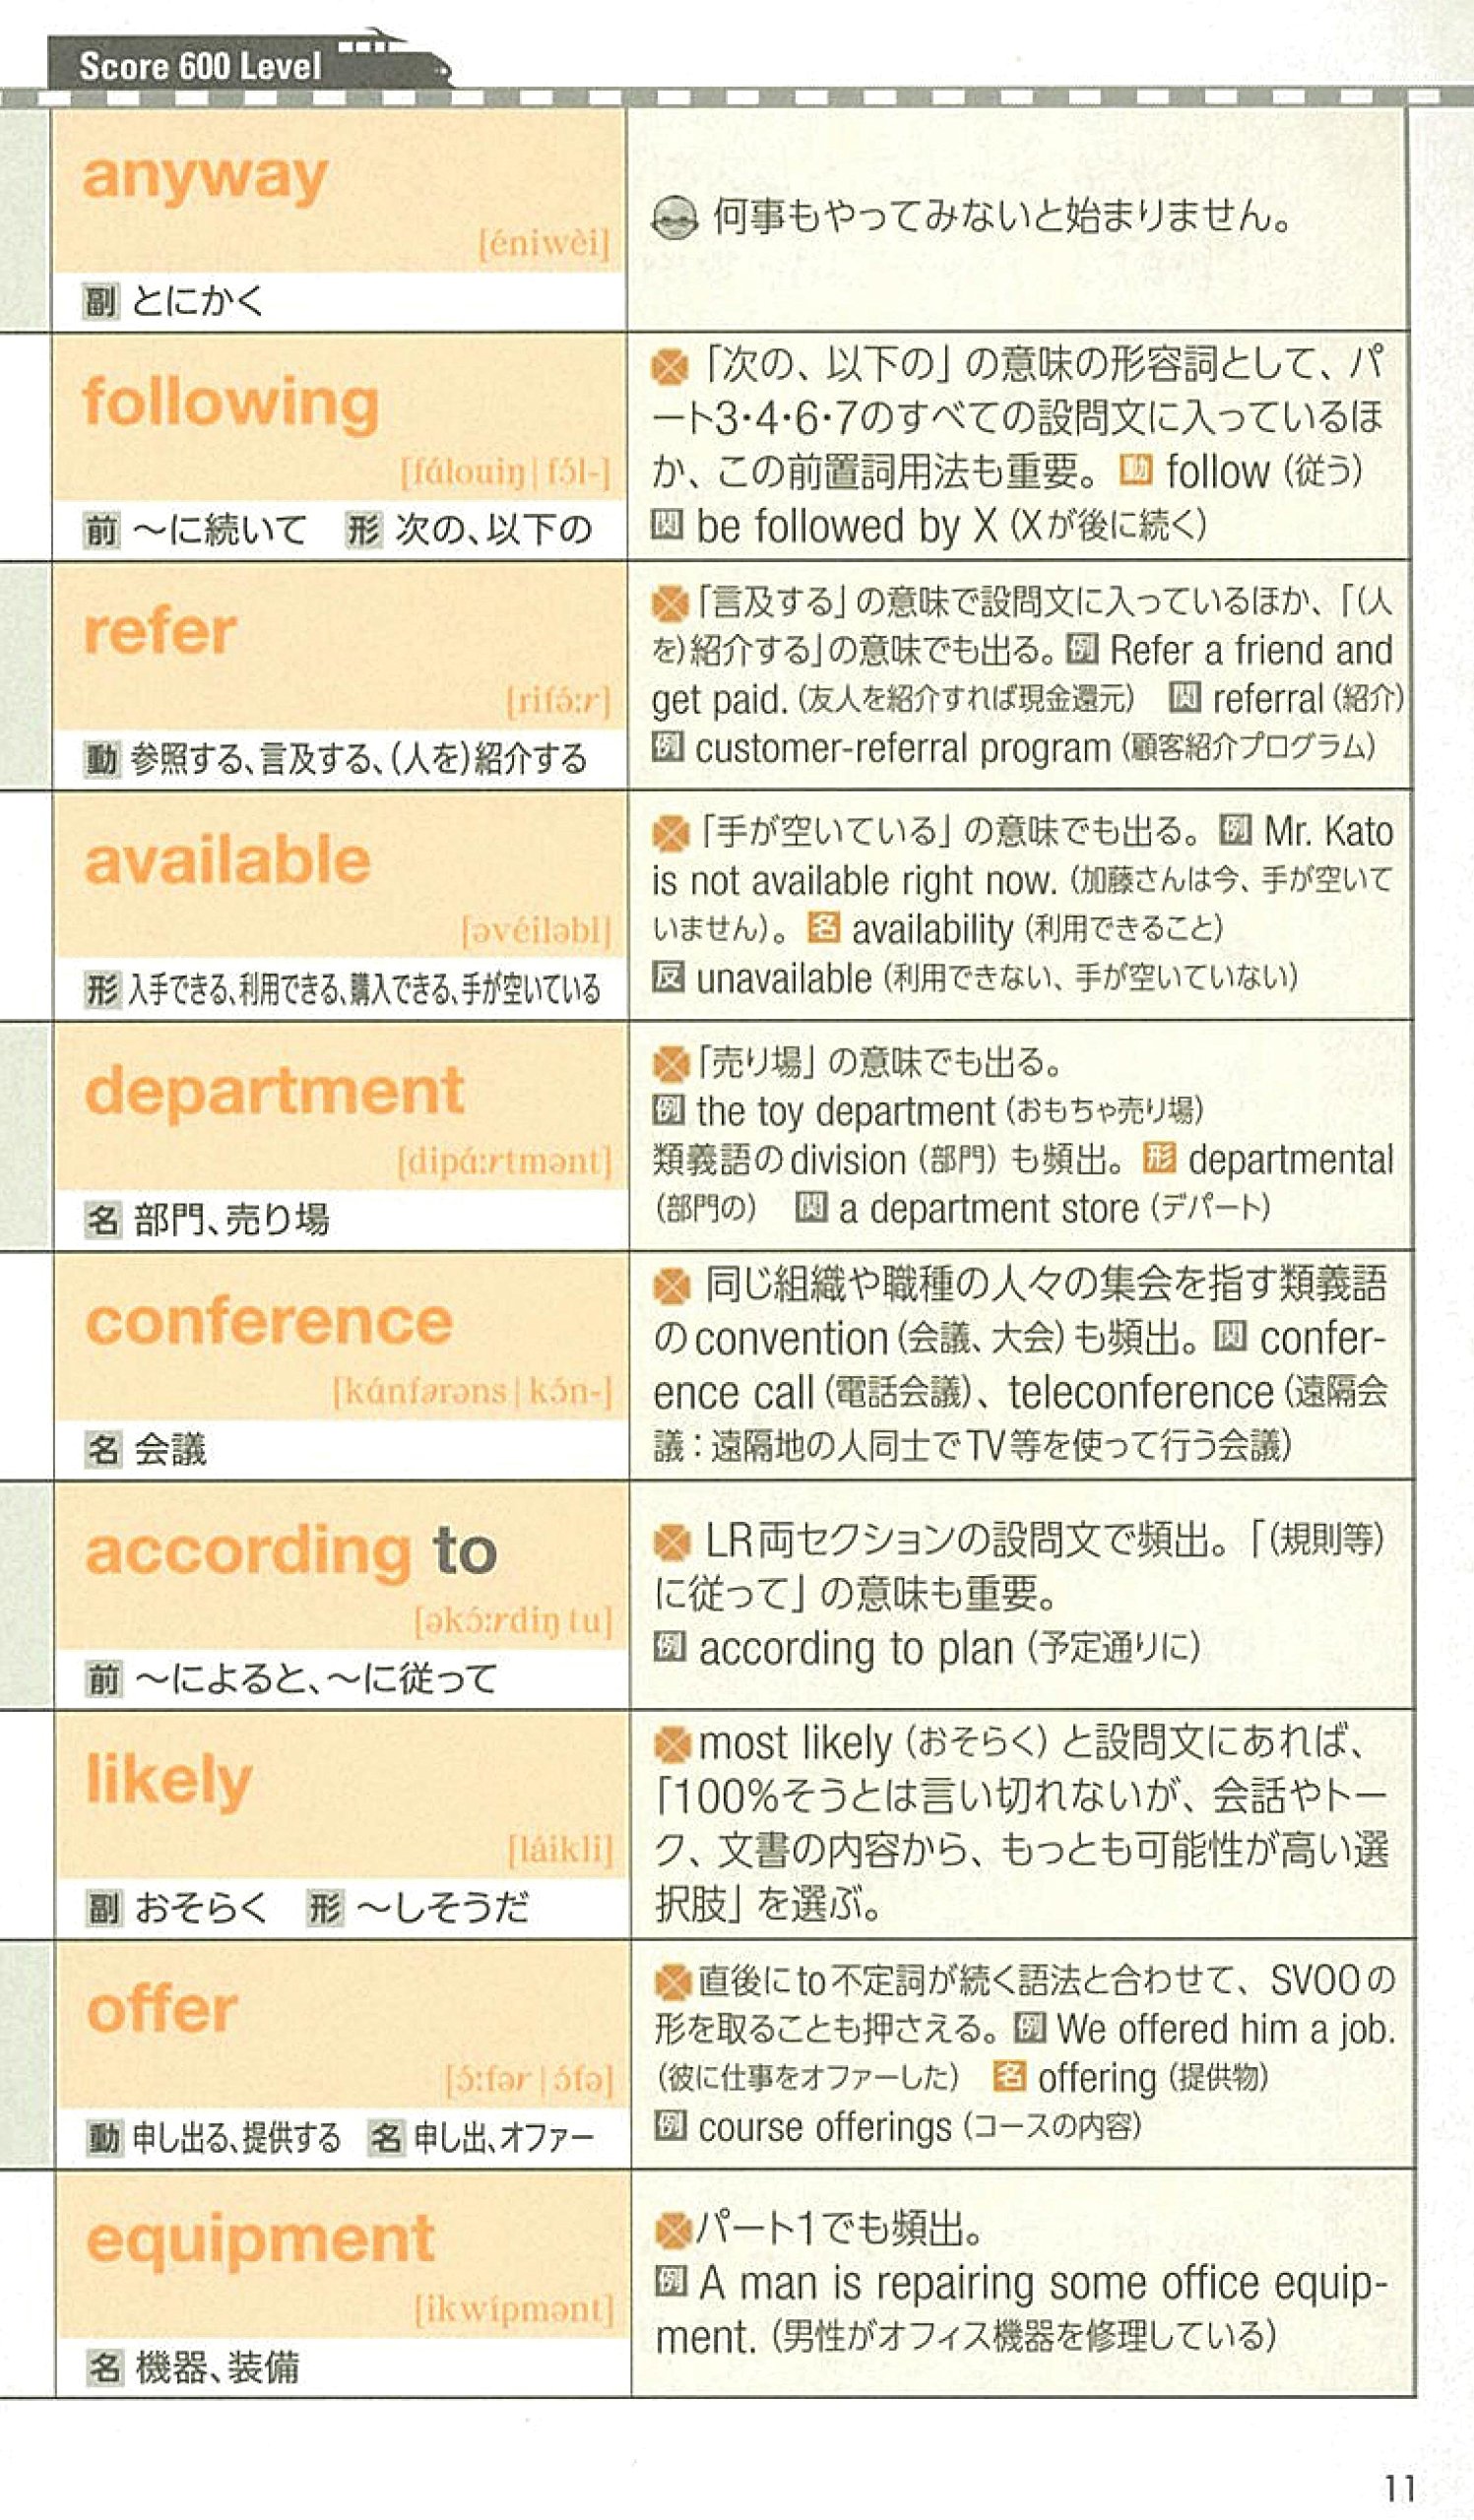 Score 600 Level
anyway
[éniwèi]
副 とにかく
何事もやってみないと始まりません。
following
[fάlouiŋ | fɔ́l-]
前 〜に続いて 形 次の、以下の
「次の、以下の」の意味の形容詞として、パ
ート3・4・6・7のすべての設問文に入っているほ
か、この前置詞用法も重要。 動 follow (従う)
関 be followed by X (Xが後に続く)
refer
[rifə́ːr]
動 参照する、言及する、(人を)紹介する
「言及する」の意味で設問文に入っているほか、「(人
を)紹介する」の意味でも出る。例 Refer a friend and
get paid. (友人を紹介すれば現金還元) 関 referral (紹介)
例 customer-referral program (顧客紹介プログラム)
available
[əvéiləbl]
形 入手できる、利用できる、購入できる、手が空いている
「手が空いている」の意味でも出る。 例 Mr. Kato
is not available right now. (加藤さんは今、手が空いて
いません)。 名 availability (利用できること)
反 unavailable (利用できない、手が空いていない)
department
[dipάːrtmənt]
名 部門、売り場
「売り場」の意味でも出る。
例 the toy department (おもちゃ売り場)
類義語のdivision (部門) も頻出。 形 departmental
(部門の) 関 a department store (デパート)
conference
[kάnfərəns | kɔ́n-]
名 会議
同じ組織や職種の人々の集会を指す類義語
のconvention (会議、大会) も頻出。関 confer-
ence call (電話会議)、teleconference (遠隔会
議：遠隔地の人同士でTV等を使って行う会議)
according to
[əkɔ́ːrdiŋ tu]
前 〜によると、〜に従って
LR両セクションの設問文で頻出。「(規則等)
に従って」の意味も重要。
例 according to plan (予定通りに)
likely
[láikli]
副 おそらく 形 〜しそうだ
most likely (おそらく) と設問文にあれば、
「100%そうとは言い切れないが、会話やトー
ク、文書の内容から、もっとも可能性が高い選
択肢」を選ぶ。
offer
[ɔ́ːfər | ɔ́fə]
動 申し出る、提供する 名 申し出、オファー
直後にto不定詞が続く語法と合わせて、SVOOの
形を取ることも押さえる。例 We offered him a job.
(彼に仕事をオファーした) 名 offering (提供物)
例 course offerings (コースの内容)
equipment
[ikwípmənt]
名 機器、装備
パート1でも頻出。
例 A man is repairing some office equip-
ment. (男性がオフィス機器を修理している)
11